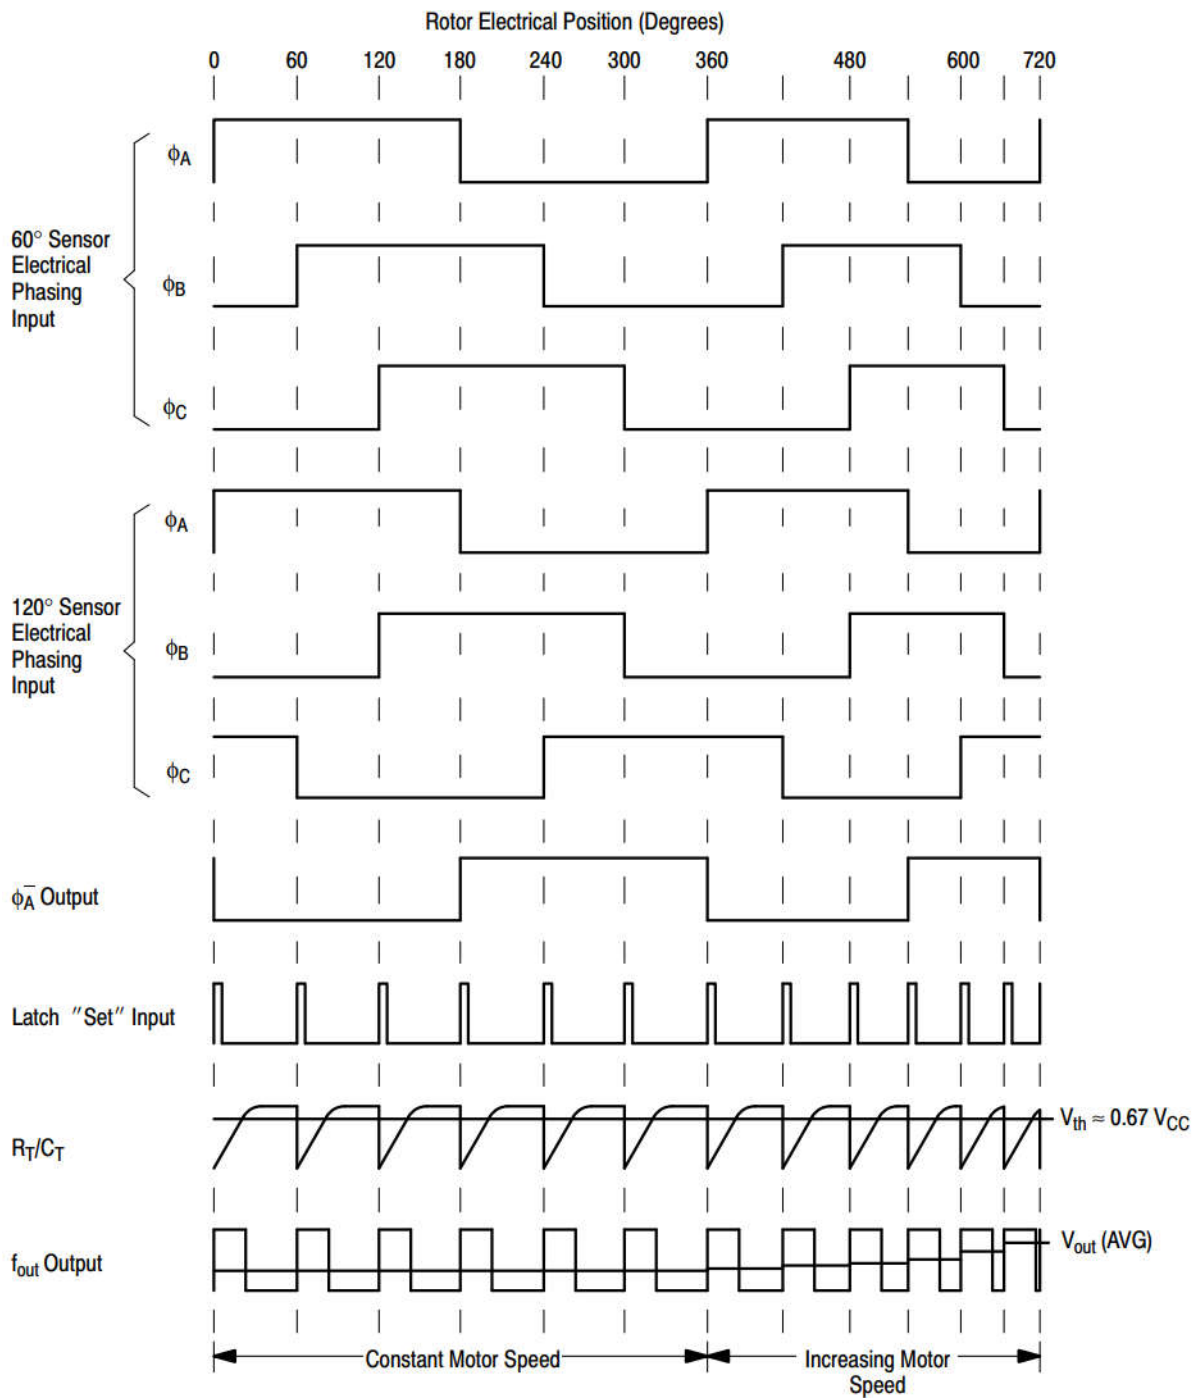 Rotor Electrical Position (Degrees)
0 60 120 180 240 300 360 480 600 720
ϕA
60° Sensor
Electrical
Phasing
Input
ϕB
ϕC
ϕA
120° Sensor
Electrical
Phasing
Input
ϕB
ϕC
ϕA̅ Output
Latch ″Set″ Input
Vth ≈ 0.67 VCC
RT/CT
Vout (AVG)
fout Output
Constant Motor Speed
Increasing Motor
Speed